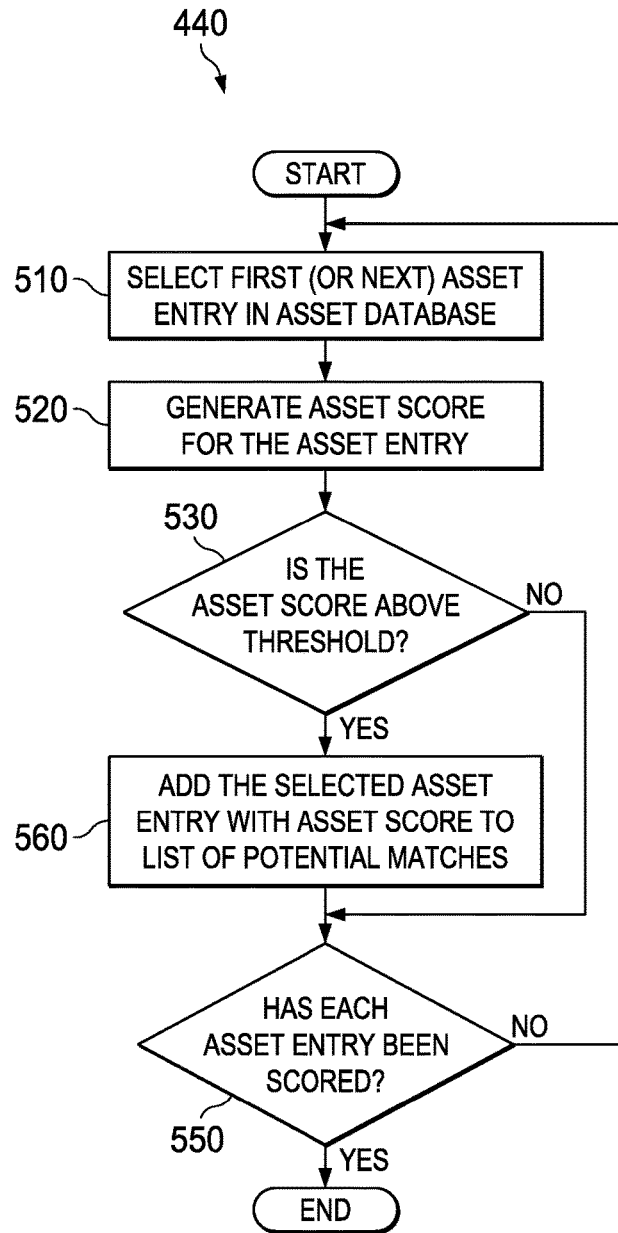 440
START
510
SELECT FIRST (OR NEXT) ASSET
ENTRY IN ASSET DATABASE
520
GENERATE ASSET SCORE
FOR THE ASSET ENTRY
530
IS THE
ASSET SCORE ABOVE
THRESHOLD?
NO
YES
560
ADD THE SELECTED ASSET
ENTRY WITH ASSET SCORE TO
LIST OF POTENTIAL MATCHES
HAS EACH
ASSET ENTRY BEEN
SCORED?
NO
550
YES
END